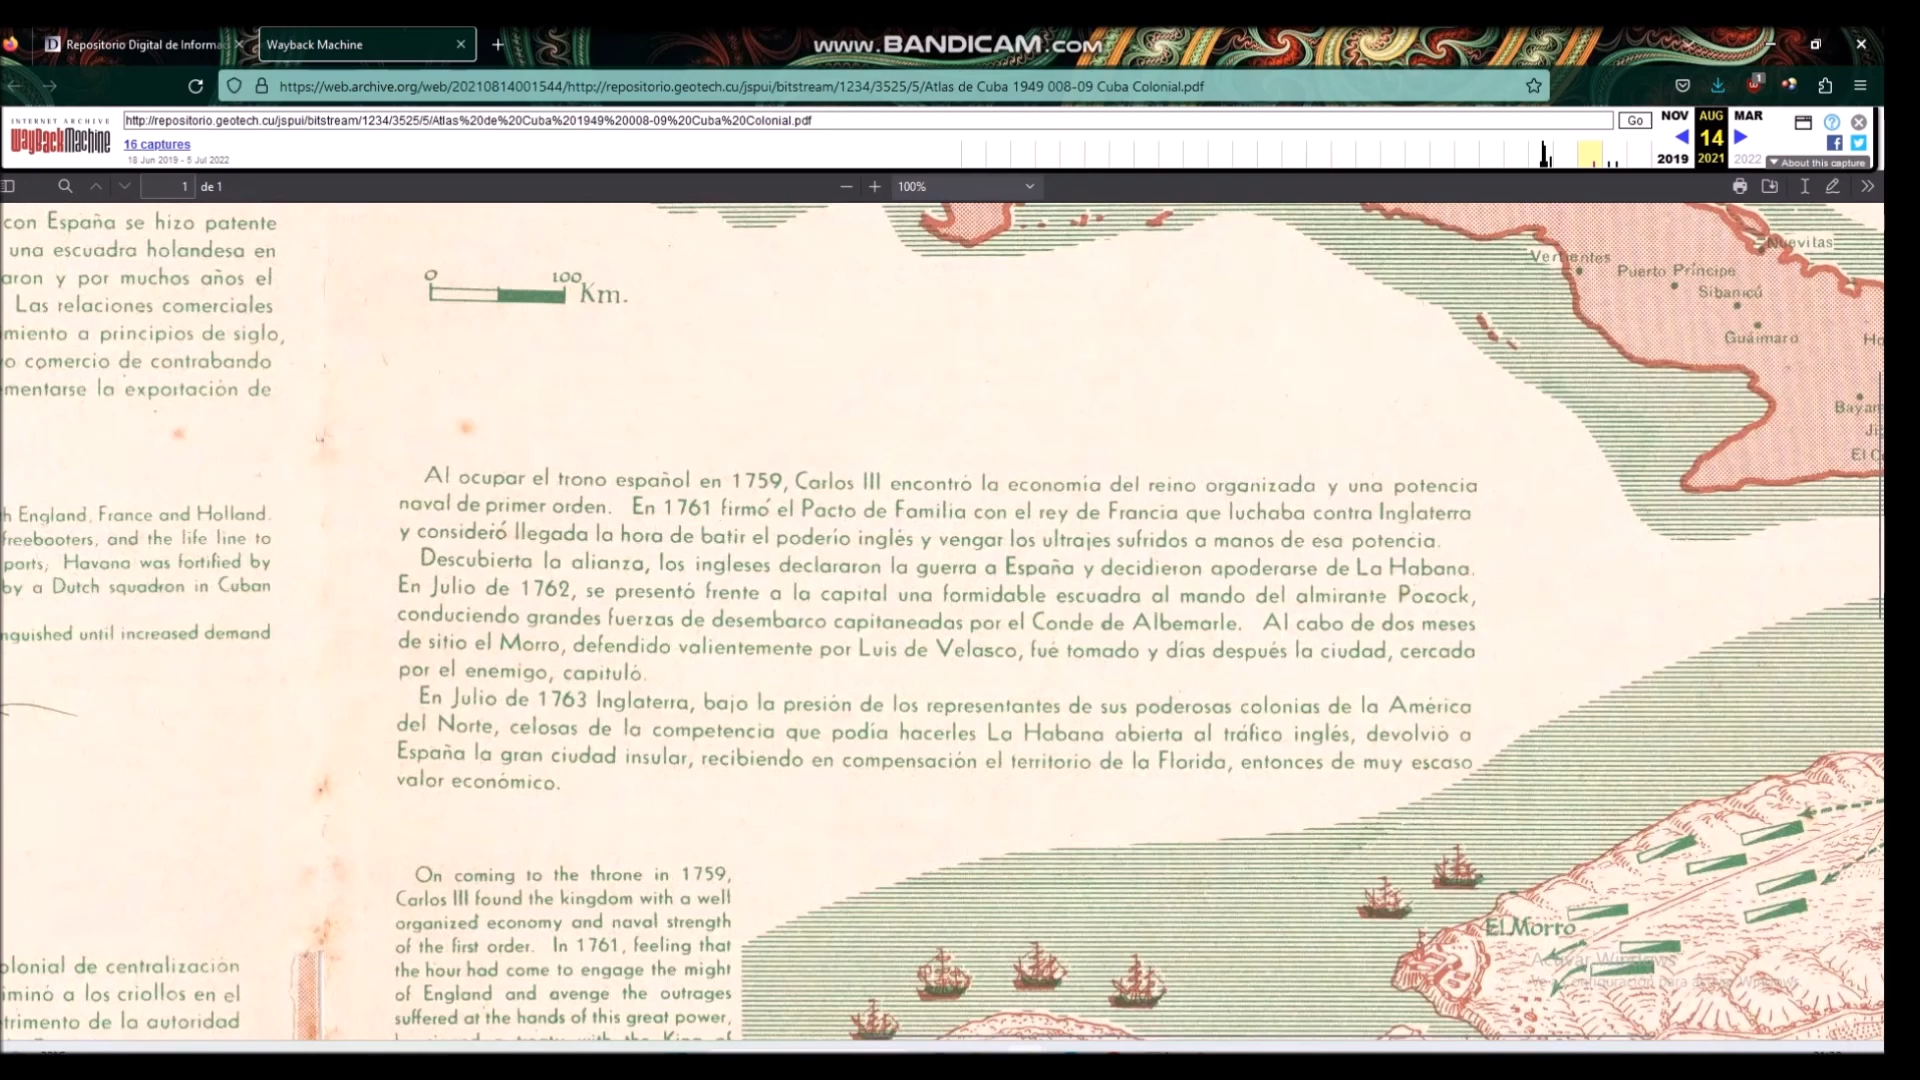 Repositorio Digital de Informa
Wayback Machine
www.BANDICAM.com
https://web.archive.org/web/20210814001544/http://repositorio.geotech.cu/jspui/bitstream/1234/3525/5/Atlas de Cuba 1949 008-09 Cuba Colonial.pdf
1
INTERNET ARCHIVE
WayBackMachine
http://repositorio.geotech.cu/jspui/bitstream/1234/3525/5/Atlas%20de%20Cuba%201949%20008-09%20Cuba%20Colonial.pdf
Go
NOV AUG MAR
16 captures
14
18 Jun 2019 - 5 Jul 2022
2019 2021 2022
About this capture
1 de 1
100%
con España se hizo patente
una escuadra holandesa en
aron y por muchos años el
Las relaciones comerciales
miento a principios de siglo,
o comercio de contrabando
mentarse la exportación de
0 100 Km.
Nuevitas
Vertientes
Puerto Príncipe
Sibanicú
Guáimaro
Ho
Bayam
Ji
El C
Al ocupar el trono español en 1759, Carlos III encontró la economía del reino organizada y una potencia
naval de primer orden. En 1761 firmó el Pacto de Familia con el rey de Francia que luchaba contra Inglaterra
y consideró llegada la hora de batir el poderío inglés y vengar los ultrajes sufridos a manos de esa potencia.
Descubierta la alianza, los ingleses declararon la guerra a España y decidieron apoderarse de La Habana.
En Julio de 1762, se presentó frente a la capital una formidable escuadra al mando del almirante Pocock,
conduciendo grandes fuerzas de desembarco capitaneadas por el Conde de Albemarle. Al cabo de dos meses
de sitio el Morro, defendido valientemente por Luis de Velasco, fué tomado y días después la ciudad, cercada
por el enemigo, capituló.
En Julio de 1763 Inglaterra, bajo la presión de los representantes de sus poderosas colonias de la América
del Norte, celosas de la competencia que podía hacerles La Habana abierta al tráfico inglés, devolvió a
España la gran ciudad insular, recibiendo en compensación el territorio de la Florida, entonces de muy escaso
valor económico.
h England, France and Holland.
freebooters, and the life line to
ports, Havana was fortified by
by a Dutch squadron in Cuban
nguished until increased demand
On coming to the throne in 1759,
Carlos III found the kingdom with a well
organized economy and naval strength
of the first order. In 1761, feeling that
the hour had come to engage the might
of England and avenge the outrages
suffered at the hands of this great power,
El Morro
Activar Windows
olonial de centralización
iminó a los criollos en el
trimento de la autoridad